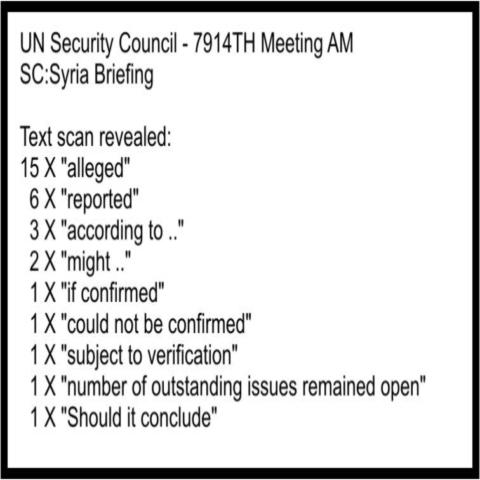 UN Security Council - 7914TH Meeting AM
SC:Syria Briefing
Text scan revealed:
15 X "alleged"
6 X "reported"
3 X "according to .."
2 X "might .."
1 X "if confirmed"
1 X "could not be confirmed"
1 X "subject to verification"
1 X "number of outstanding issues remained open"
1 X "Should it conclude"